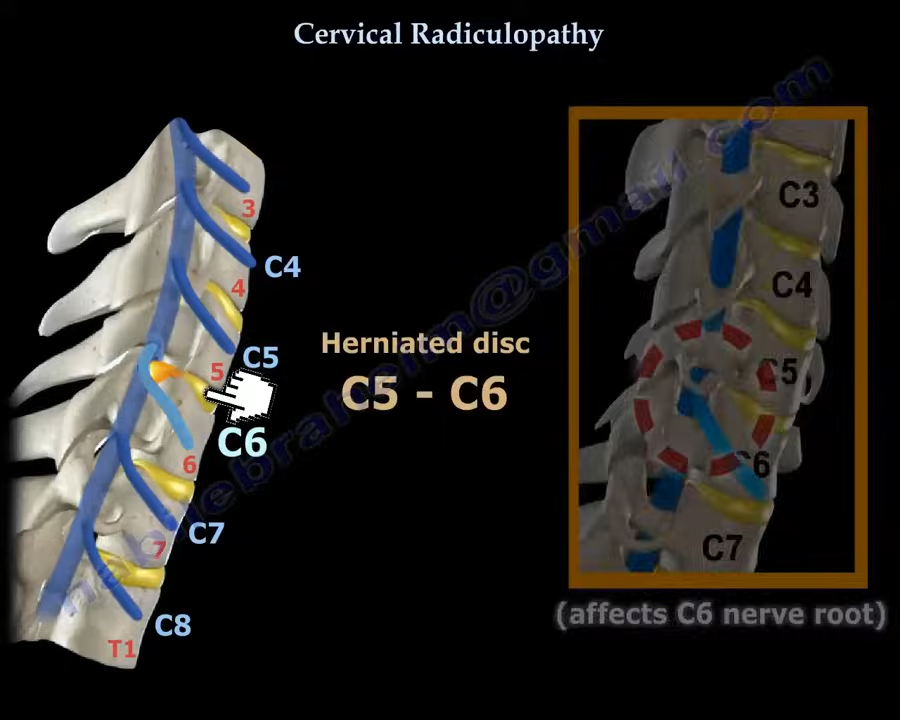 Cervical Radiculopathy
3
C4
4
C5
5
C6
6
C7
7
C8
T1
Herniated disc
C5 - C6
C3
C4
C5
C6
C7
(affects C6 nerve root)